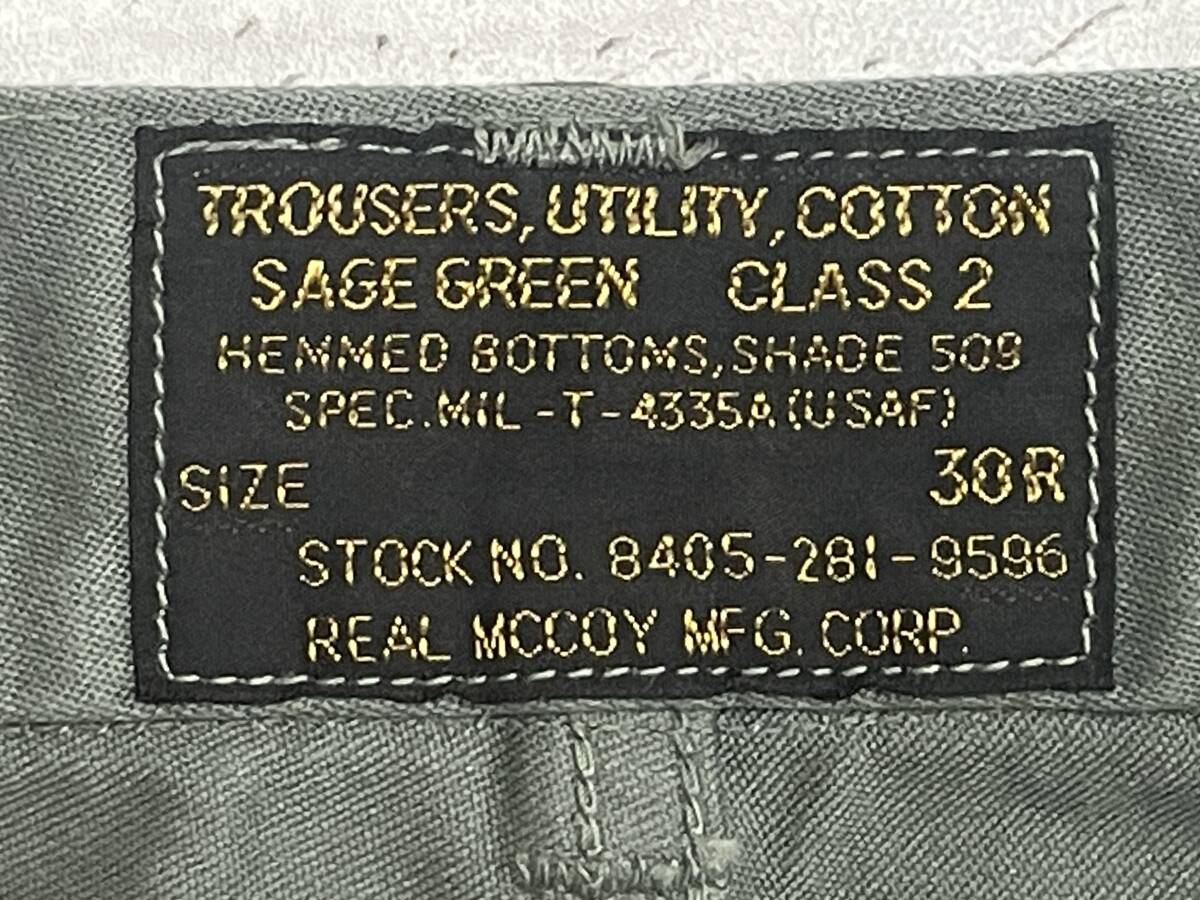 TROUSERS, UTILITY, COTTON
SAGE GREEN CLASS 2
HEMMED BOTTOMS, SHADE 509
SPEC. MIL-T-4335A (USAF)
SIZE 30R
STOCK NO. 8405-281-9596
REAL MCCOY MFG. CORP.